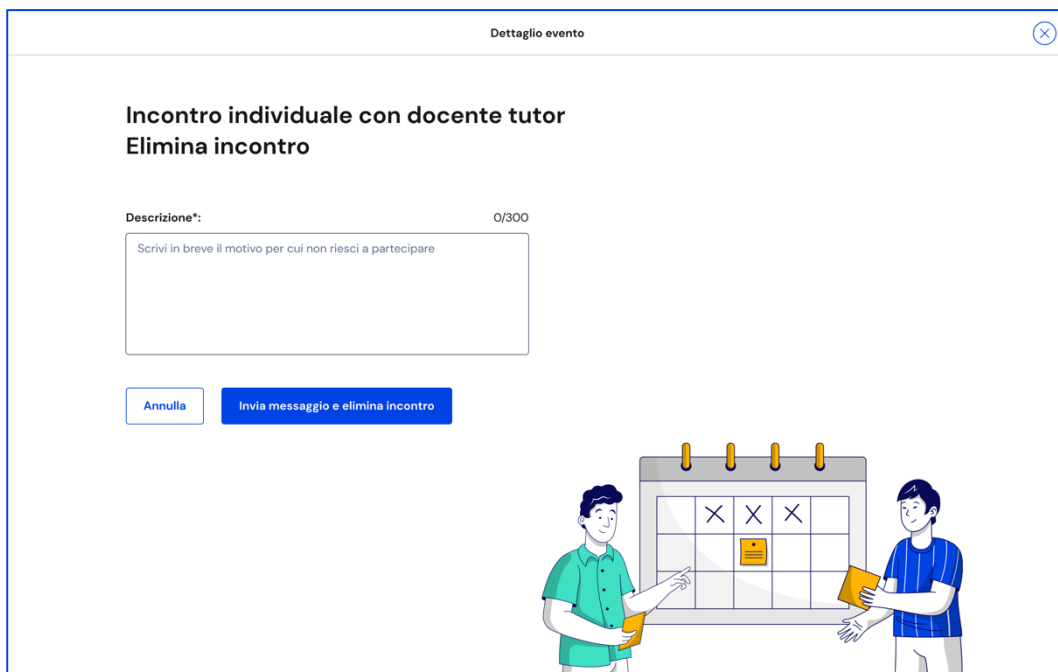 Dettaglio evento
Incontro individuale con docente tutor
Elimina incontro
Descrizione*: 0/300
Scrivi in breve il motivo per cui non riesci a partecipare
Annulla Invia messaggio e elimina incontro